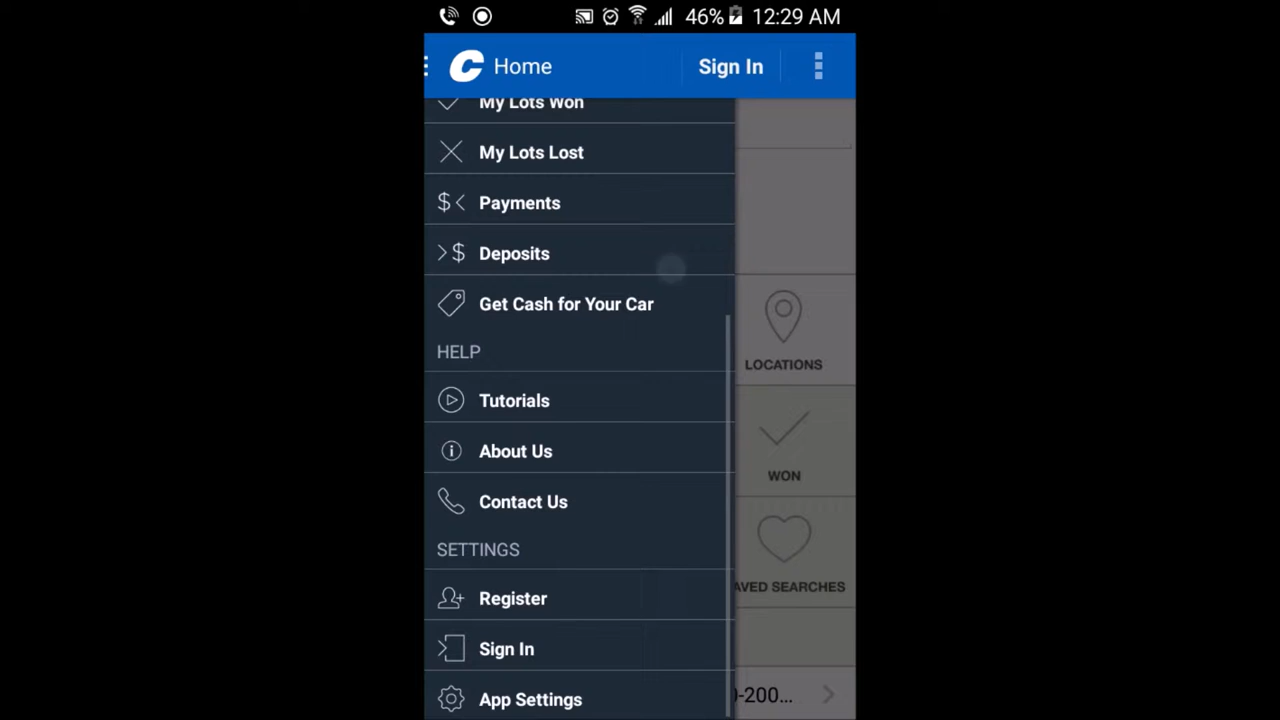 46% 12:29 AM
C Home Sign In
My Lots Won
My Lots Lost
$< Payments
>$ Deposits
Get Cash for Your Car
HELP
Tutorials
About Us
Contact Us
SETTINGS
Register
Sign In
App Settings
LOCATIONS
WON
AVED SEARCHES
-200...